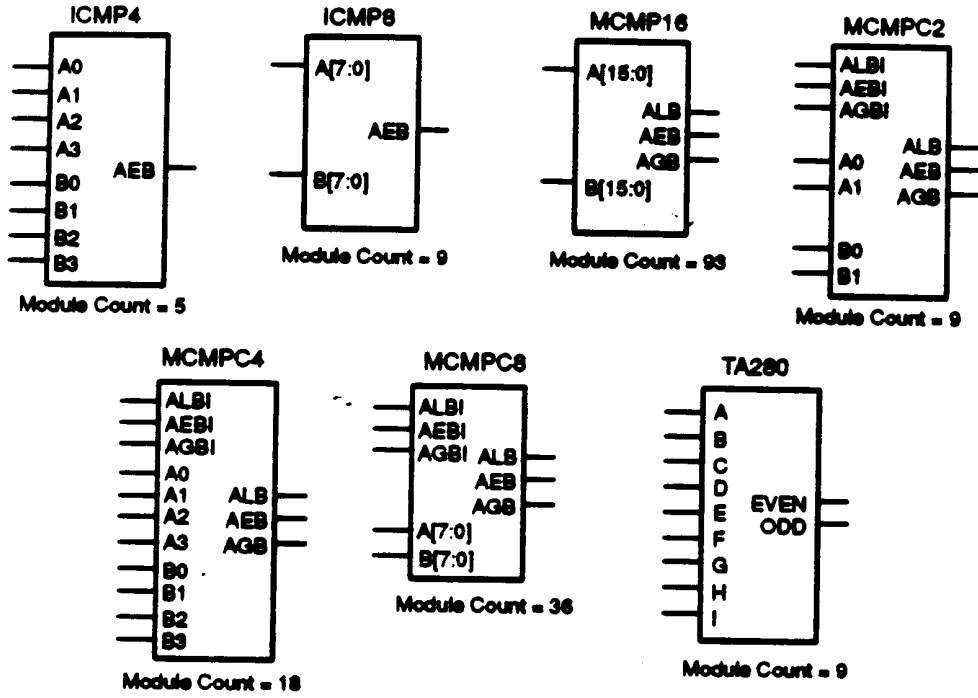 ICMP4
A0
A1
A2
A3
B0
B1
B2
B3
AEB
Module Count = 5
ICMP8
A[7:0]
AEB
B[7:0]
Module Count = 9
MCMP16
A[15:0]
ALB
AEB
AGB
B[15:0]
Module Count = 93
MCMPC2
ALBI
AEBI
AGBI
ALB
A0
AEB
A1
AGB
B0
B1
Module Count = 9
MCMPC4
ALBI
AEBI
AGBI
A0
A1
A2
A3
B0
B1
B2
B3
ALB
AEB
AGB
Module Count = 18
MCMPC8
ALBI
AEBI
AGBI
ALB
AEB
AGB
A[7:0]
B[7:0]
Module Count = 36
TA280
A
B
C
D
E
F
G
H
I
EVEN
ODD
Module Count = 9